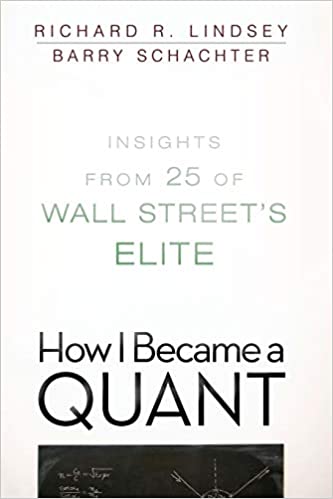 RICHARD R. LINDSEY
BARRY SCHACHTER
INSIGHTS
FROM 25 OF
WALL STREET'S
ELITE
How I Became a
QUANT